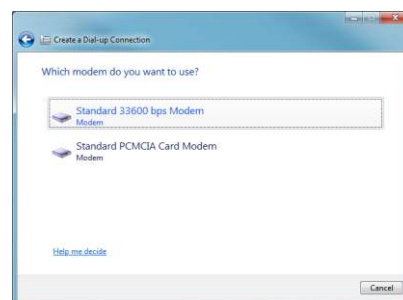 Create a Dial-up Connection
Which modem do you want to use?
Standard 33600 bps Modem
Modem
Standard PCMCIA Card Modem
Modem
Help me decide
Cancel